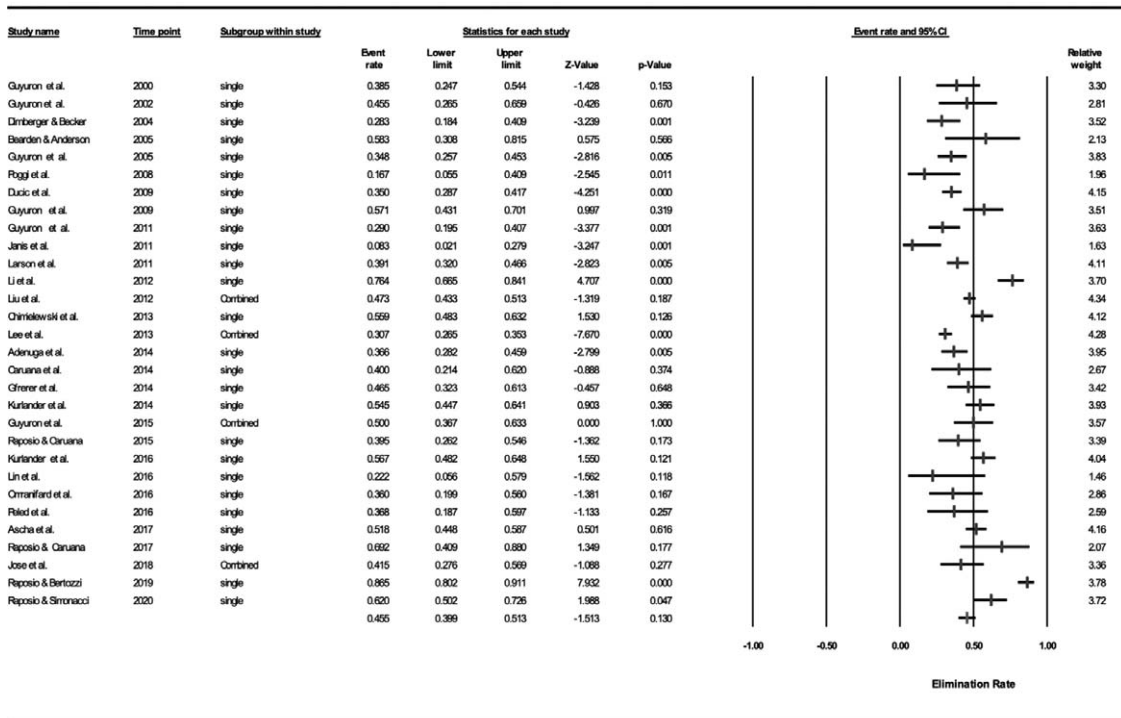 Study name Time point Subgroup within study Statistics for each study Event rate and 95%CI
Event rate Lower limit Upper limit Z-Value p-Value Relative weight
Guyuron et al. 2000 single 0.385 0.247 0.544 -1.428 0.153 3.30
Guyuron et al. 2002 single 0.455 0.265 0.659 -0.426 0.670 2.81
Dirnberger & Becker 2004 single 0.283 0.184 0.409 -3.239 0.001 3.52
Bearden & Anderson 2005 single 0.583 0.308 0.815 0.575 0.566 2.13
Guyuron et al. 2005 single 0.348 0.257 0.453 -2.816 0.005 3.83
Poggi et al. 2008 single 0.167 0.055 0.409 -2.545 0.011 1.96
Ducic et al. 2009 single 0.350 0.287 0.417 -4.251 0.000 4.15
Guyuron et al. 2009 single 0.571 0.431 0.701 0.997 0.319 3.51
Guyuron et al. 2011 single 0.290 0.195 0.407 -3.377 0.001 3.63
Janis et al. 2011 single 0.083 0.021 0.279 -3.247 0.001 1.63
Larson et al. 2011 single 0.391 0.320 0.466 -2.823 0.005 4.11
Li et al. 2012 single 0.764 0.665 0.841 4.707 0.000 3.70
Liu et al. 2012 Combined 0.473 0.433 0.513 -1.319 0.187 4.34
Chmielewski et al. 2013 single 0.559 0.483 0.632 1.530 0.126 4.12
Lee et al. 2013 Combined 0.307 0.265 0.353 -7.670 0.000 4.28
Adenuga et al. 2014 single 0.366 0.282 0.459 -2.799 0.005 3.95
Caruana et al. 2014 single 0.400 0.214 0.620 -0.888 0.374 2.67
Gfrerer et al. 2014 single 0.465 0.323 0.613 -0.457 0.648 3.42
Kurlander et al. 2014 single 0.545 0.447 0.641 0.903 0.366 3.93
Guyuron et al. 2015 Combined 0.500 0.367 0.633 0.000 1.000 3.57
Raposio & Caruana 2015 single 0.395 0.262 0.546 -1.362 0.173 3.39
Kurlander et al. 2016 single 0.567 0.482 0.648 1.550 0.121 4.04
Lin et al. 2016 single 0.222 0.056 0.579 -1.562 0.118 1.46
Omranifard et al. 2016 single 0.360 0.199 0.560 -1.381 0.167 2.86
Peled et al. 2016 single 0.368 0.187 0.597 -1.133 0.257 2.59
Ascha et al. 2017 single 0.518 0.448 0.587 0.501 0.616 4.16
Raposio & Caruana 2017 single 0.692 0.409 0.880 1.349 0.177 2.07
Jose et al. 2018 Combined 0.415 0.276 0.569 -1.088 0.277 3.36
Raposio & Bertozzi 2019 single 0.865 0.802 0.911 7.932 0.000 3.78
Raposio & Simonacci 2020 single 0.620 0.502 0.726 1.988 0.047 3.72
0.455 0.399 0.513 -1.513 0.130
-1.00 -0.50 0.00 0.50 1.00
Elimination Rate